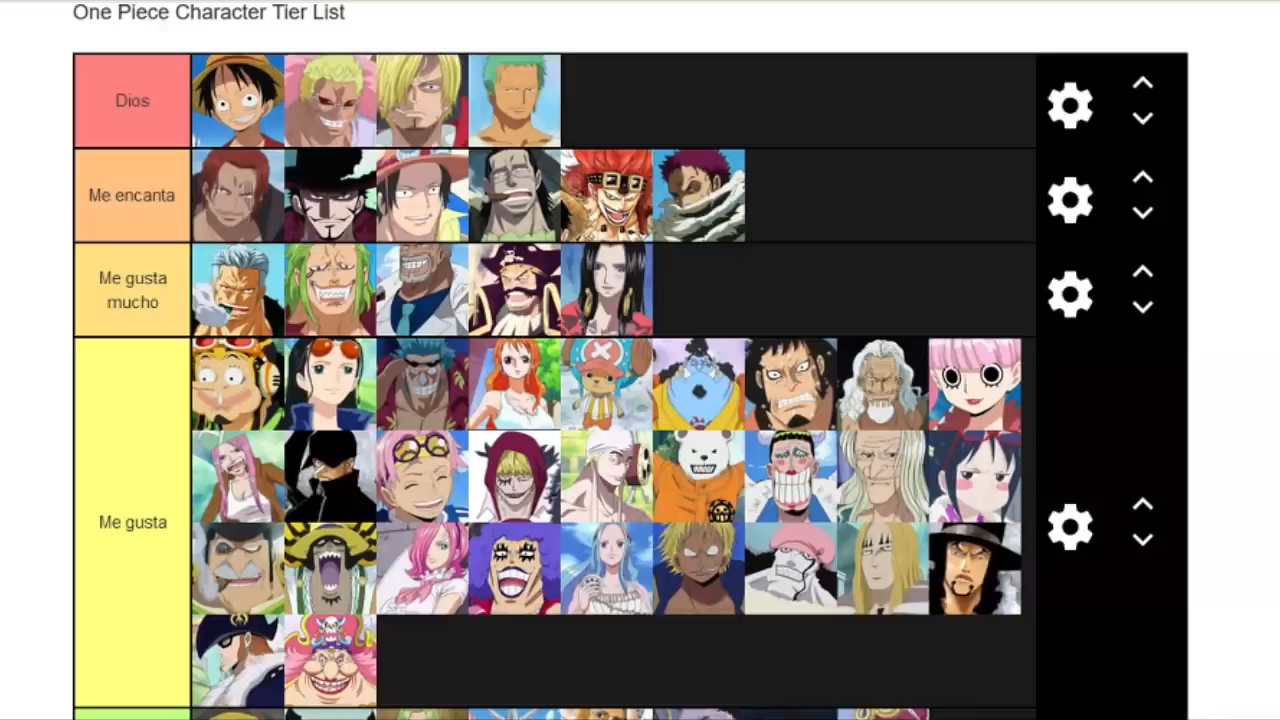 One Piece Character Tier List
Dios
Me encanta
Me gusta
mucho
Me gusta